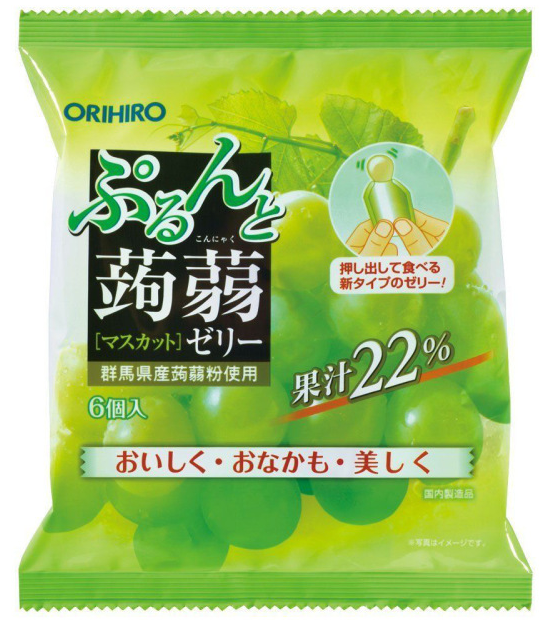 ORIHIRO
ぷるんと
こんにゃく
蒟蒻
[マスカット]ゼリー
群馬県産蒟蒻粉使用
6個入
押し出して食べる
新タイプのゼリー!
果汁22%
おいしく・おなかも・美しく
国内製造品
※写真はイメージです。